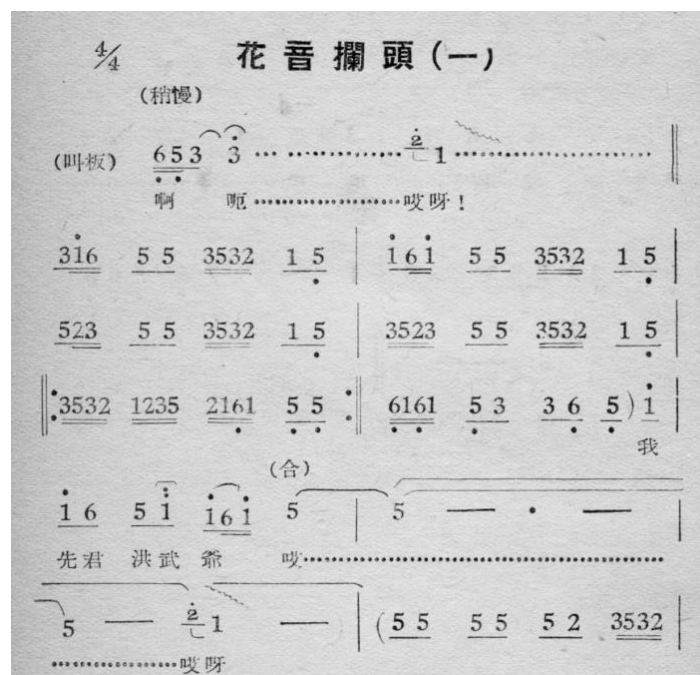 4/4 花音攔頭(一)
(稍慢)
(叫板) 653 3 ………………… 2 1 …………………
啊 呃…………………哎呀!
316 5 5 3532 1 5 | 161 5 5 3532 1 5 |
523 5 5 3532 1 5 | 3523 5 5 3532 1 5 |
‖: 3532 1235 2161 5 5 :‖ 6161 5 3 3 6 5 ) 1 |
我
(合)
1 6 5 1 161 5 | 5 — · — |
先君 洪武 爺 哎…………………………………
5 — 2 1 — | ( 5 5 5 5 5 2 3532 |
………………哎呀